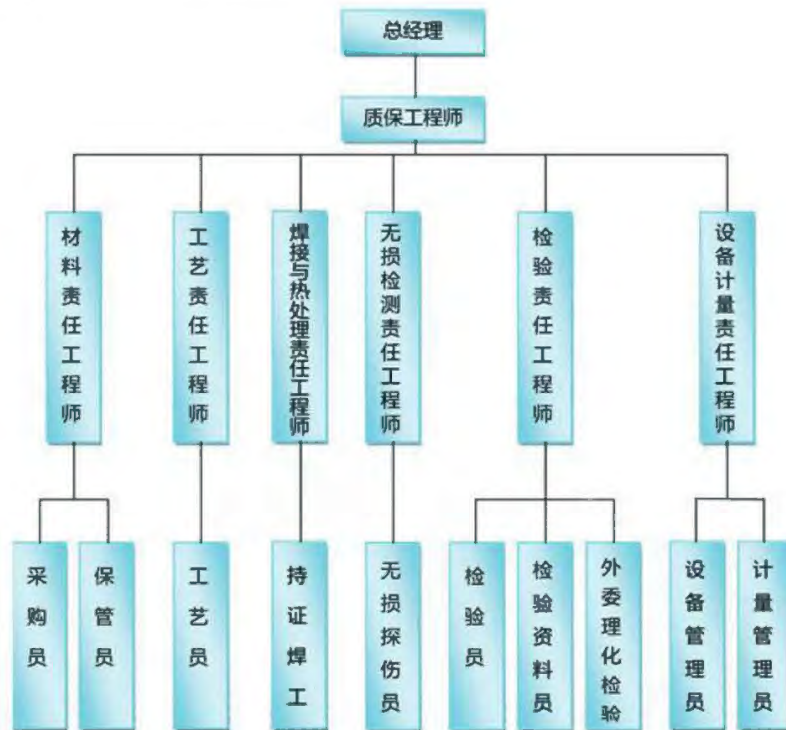 总经理
质保工程师
材料责任工程师
工艺责任工程师
焊接与热处理责任工程师
无损检测责任工程师
检验责任工程师
设备计量责任工程师
采购员
保管员
工艺员
持证焊工
无损探伤员
检验员
检验资料员
外委理化检验
设备管理员
计量管理员